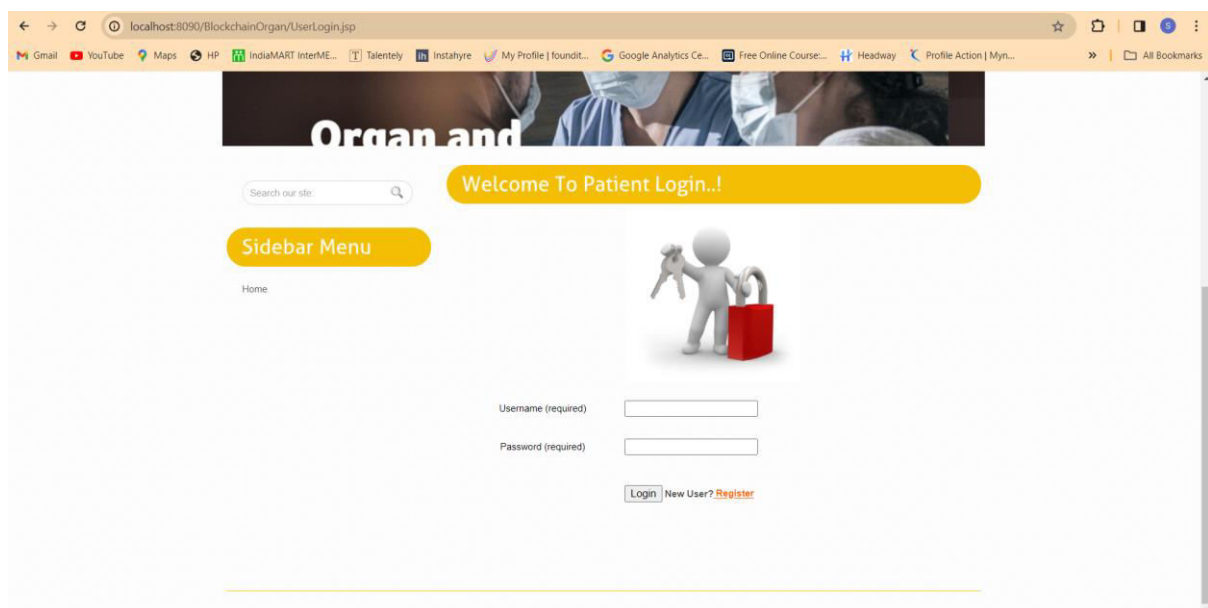 localhost:8090/BlockchainOrgan/UserLogin.jsp
S
Gmail YouTube Maps HP IndiaMART InterME... Talentely Instahyre My Profile | foundit... Google Analytics Ce... Free Online Course:... Headway Profile Action | Myn... » All Bookmarks
Organ and
Search our ste:
Welcome To Patient Login..!
Sidebar Menu
Home
Username (required)
Password (required)
Login New User? Register